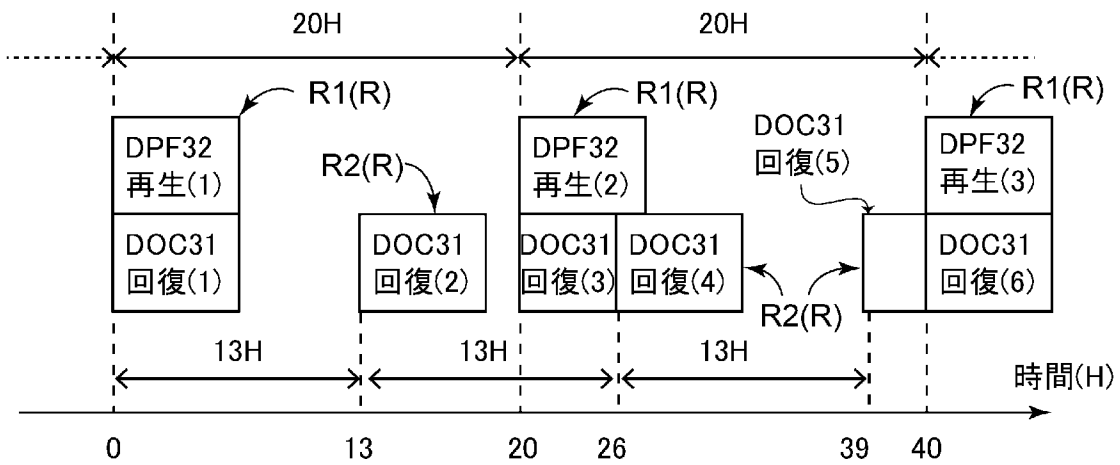 20H
20H
R1(R)
R1(R)
R1(R)
DPF32
再生(1)
R2(R)
DPF32
再生(2)
DOC31
回復(5)
DPF32
再生(3)
DOC31
回復(1)
DOC31
回復(2)
DOC31
回復(3)
DOC31
回復(4)
R2(R)
DOC31
回復(6)
13H
13H
13H
時間(H)
0
13
20
26
39
40